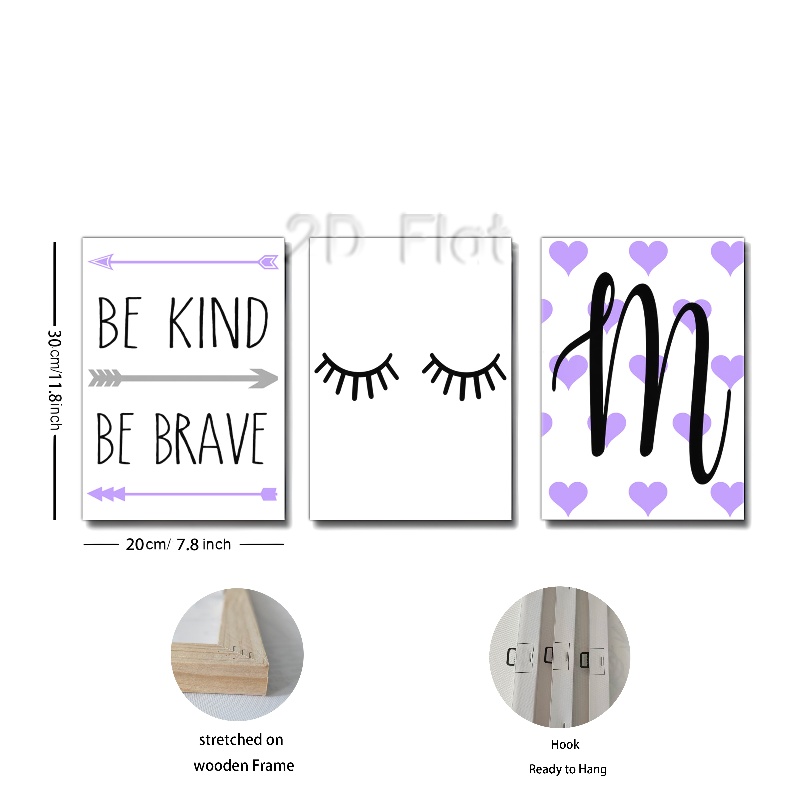 2D Flat
BE KIND
BE BRAVE
M
30cm/11.8inch
20cm/ 7.8 inch
stretched on
wooden Frame
Hook
Ready to Hang